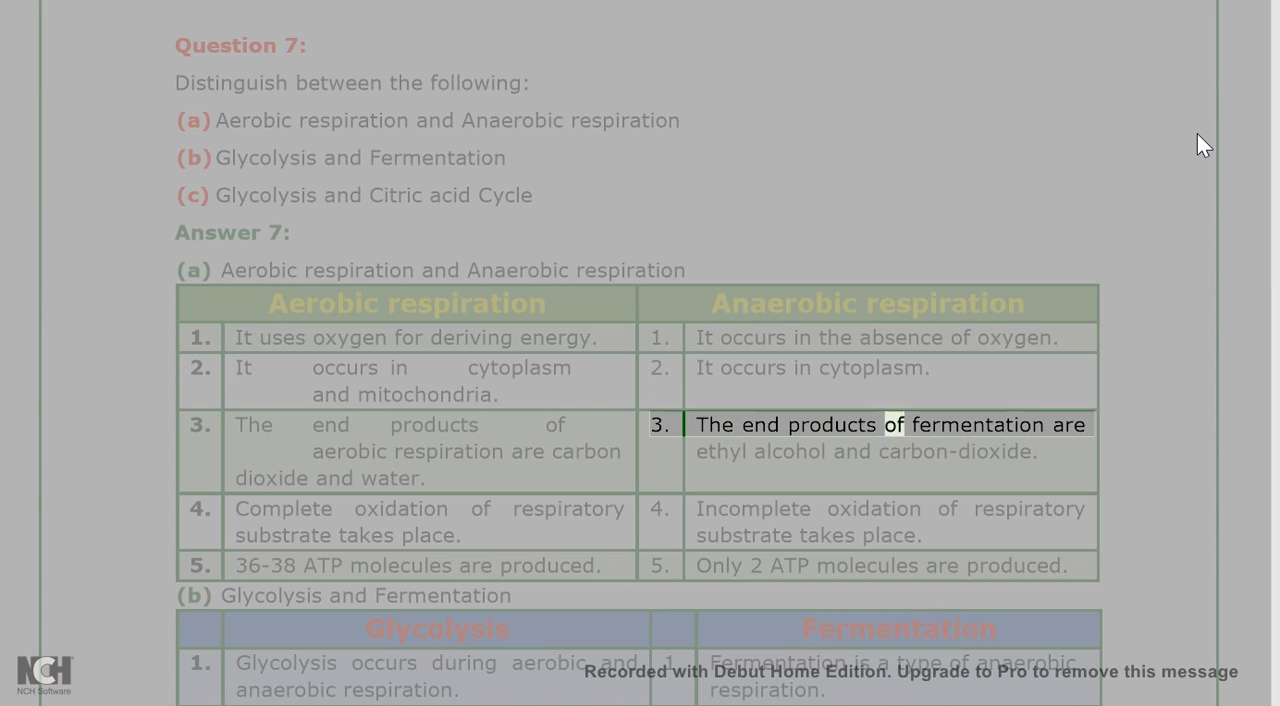 Question 7:
Distinguish between the following:
(a) Aerobic respiration and Anaerobic respiration
(b) Glycolysis and Fermentation
(c) Glycolysis and Citric acid Cycle
Answer 7:
(a) Aerobic respiration and Anaerobic respiration
Aerobic respiration Anaerobic respiration
1. It uses oxygen for deriving energy. 1. It occurs in the absence of oxygen.
2. It occurs in cytoplasm 2. It occurs in cytoplasm.
and mitochondria.
3. The end products of 3. The end products of fermentation are
aerobic respiration are carbon ethyl alcohol and carbon-dioxide.
dioxide and water.
4. Complete oxidation of respiratory 4. Incomplete oxidation of respiratory
substrate takes place. substrate takes place.
5. 36-38 ATP molecules are produced. 5. Only 2 ATP molecules are produced.
(b) Glycolysis and Fermentation
Glycolysis Fermentation
1. Glycolysis occurs during aerobic and 1. Fermentation is a type of anaerobic
anaerobic respiration. respiration.
NCH
NCH Software
Recorded with Debut Home Edition. Upgrade to Pro to remove this message